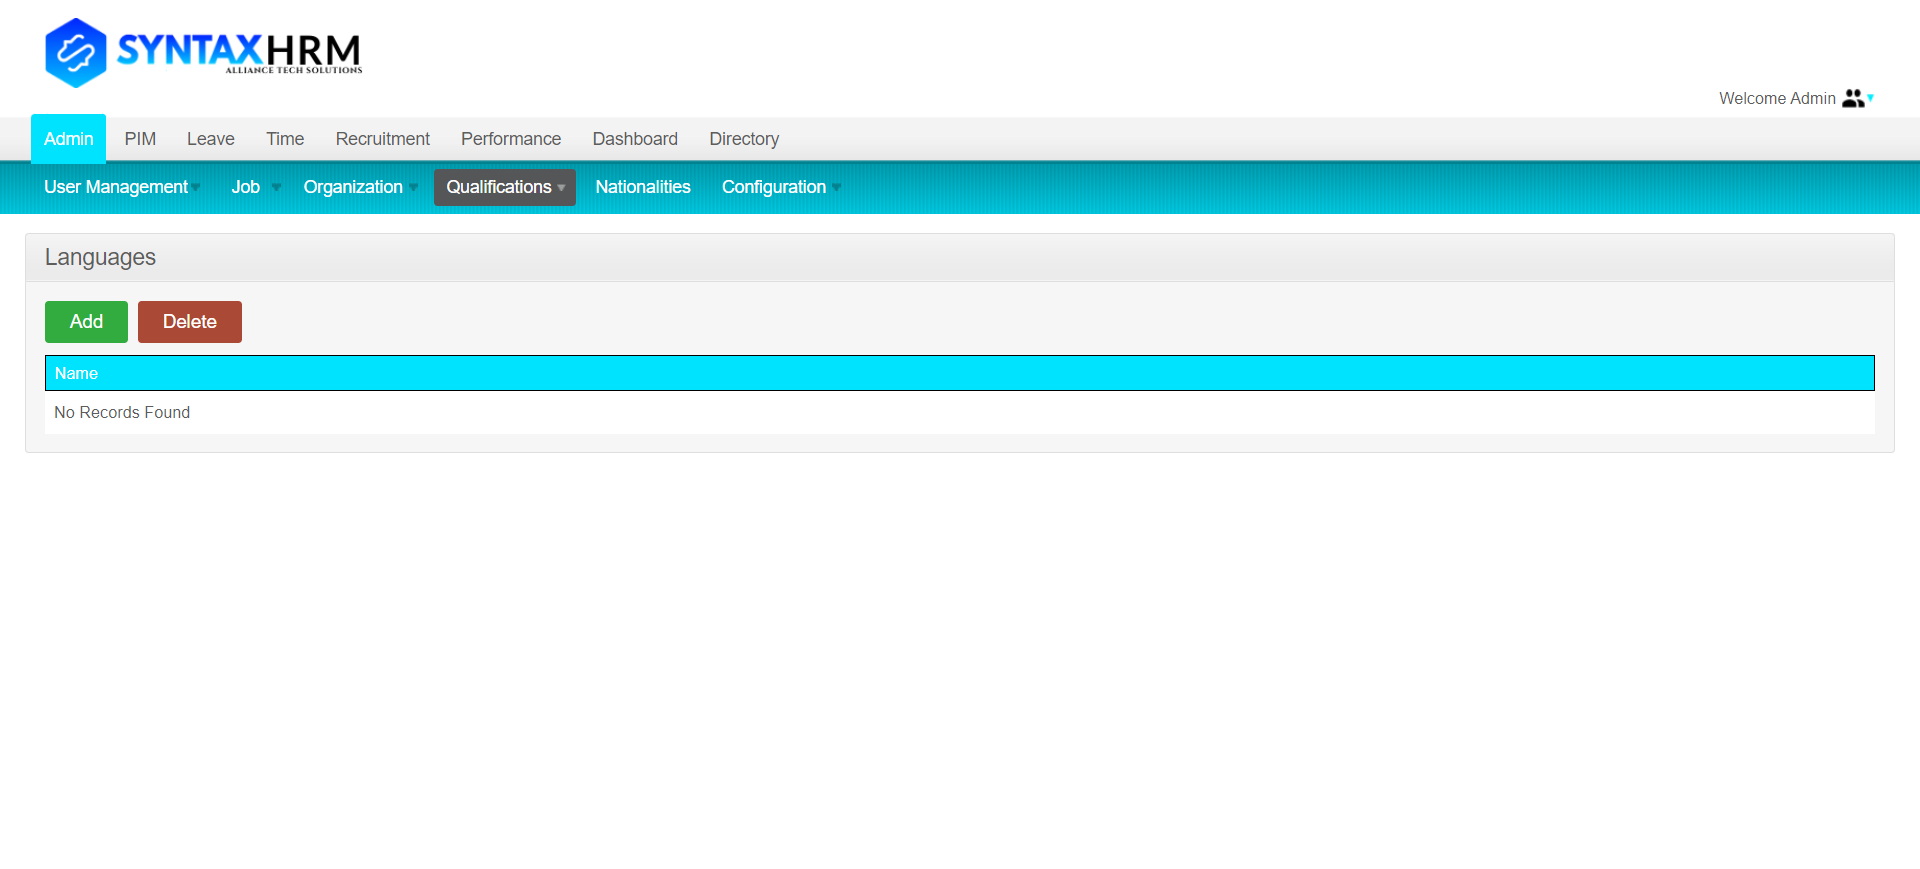 SYNTAXHRM
ALLIANCE TECH SOLUTIONS
Welcome Admin
Admin PIM Leave Time Recruitment Performance Dashboard Directory
User Management Job Organization Qualifications Nationalities Configuration
Languages
Add Delete
Name
No Records Found